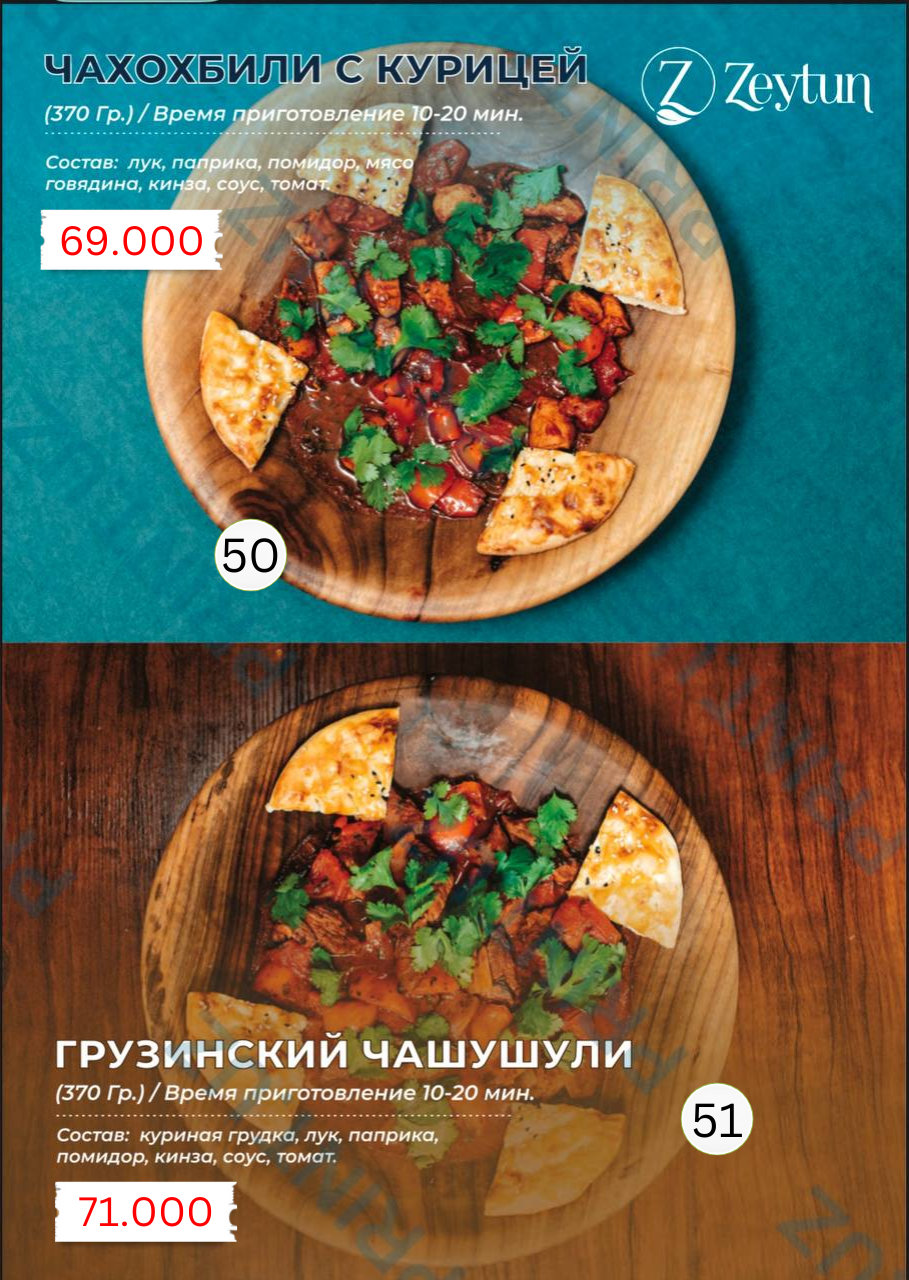 ЧАХОХБИЛИ С КУРИЦЕЙ
Zeytun
(370 Гр.) / Время приготовление 10-20 мин.
Состав: лук, паприка, помидор, мясо
говядина, кинза, соус, томат.
69.000
50
ГРУЗИНСКИЙ ЧАШУШУЛИ
(370 Гр.) / Время приготовление 10-20 мин.
51
Состав: куриная грудка, лук, паприка,
помидор, кинза, соус, томат.
71.000